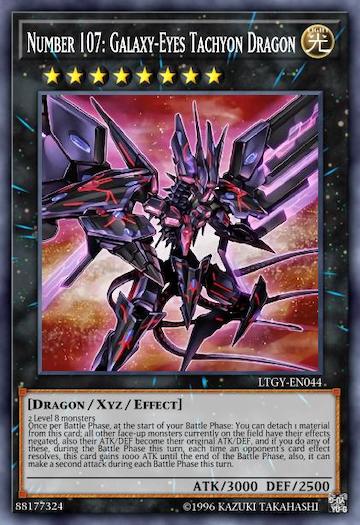 NUMBER 107: GALAXY-EYES TACHYON DRAGON
LIGHT
光
LTGY-EN044
[DRAGON / XYZ / EFFECT]
2 Level 8 monsters
Once per Battle Phase, at the start of your Battle Phase: You can detach 1 material
from this card; all other face-up monsters currently on the field have their effects
negated, also their ATK/DEF become their original ATK/DEF, and if you do any of
these, during the Battle Phase this turn, each time an opponent's card effect
resolves, this card gains 1000 ATK until the end of the Battle Phase, also, it can
make a second attack during each Battle Phase this turn.
ATK/3000 DEF/2500
88177324
©1996 KAZUKI TAKAHASHI